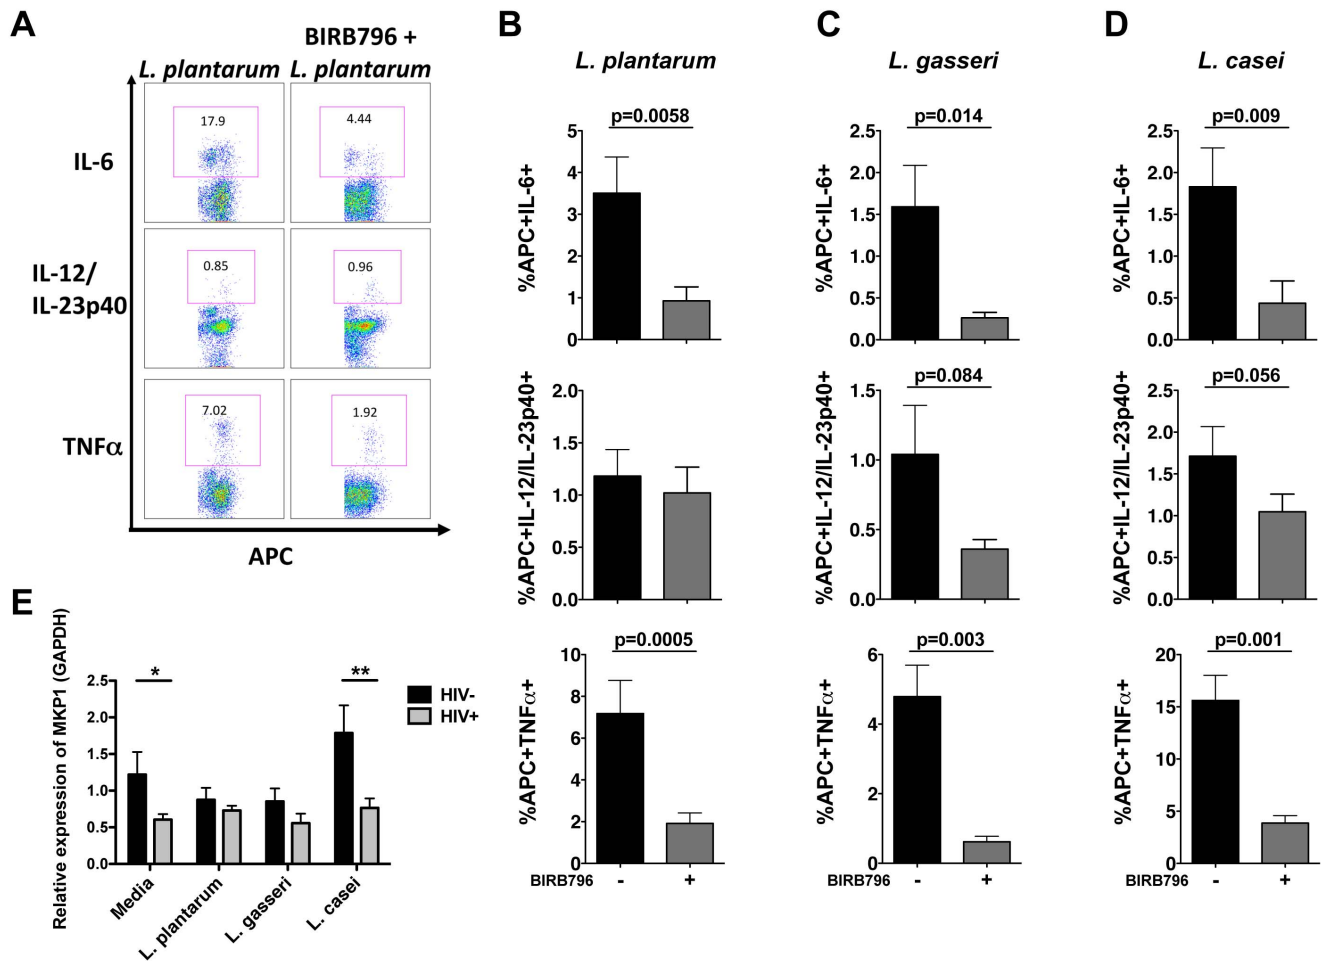 A
BIRB796 +
L. plantarum L. plantarum
IL-6
17.9
4.44
IL-12/
IL-23p40
0.85
0.96
TNFα
7.02
1.92
APC
B
L. plantarum
p=0.0058
%APC+IL-6+
5
4
3
2
1
0
%APC+IL-12/IL-23p40+
2.0
1.5
1.0
0.5
0.0
p=0.0005
%APC+TNFα+
10
8
6
4
2
0
BIRB796 - +
C
L. gasseri
p=0.014
%APC+IL-6+
2.5
2.0
1.5
1.0
0.5
0.0
p=0.084
%APC+IL-12/IL-23p40+
1.5
1.0
0.5
0.0
p=0.003
%APC+TNFα+
6
4
2
0
BIRB796 - +
D
L. casei
p=0.009
%APC+IL-6+
2.5
2.0
1.5
1.0
0.5
0.0
p=0.056
%APC+IL-12/IL-23p40+
2.5
2.0
1.5
1.0
0.5
0.0
p=0.001
%APC+TNFα+
20
15
10
5
0
BIRB796 - +
E
Relative expression of MKP1 (GAPDH)
2.5
2.0
1.5
1.0
0.5
0.0
*
**
HIV-
HIV+
Media
L. plantarum
L. gasseri
L. casei